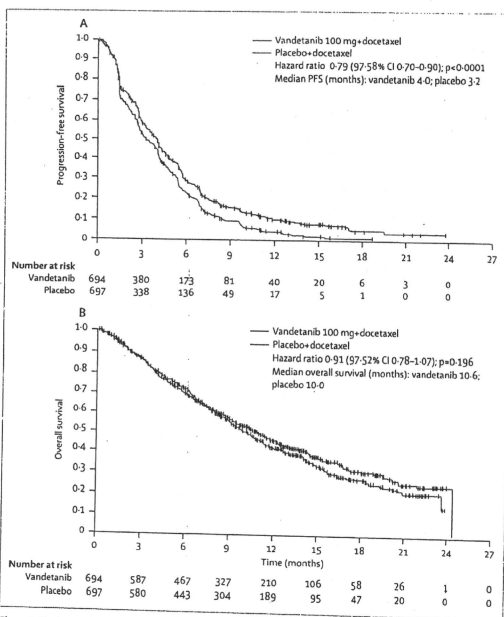 A
Vandetanib 100 mg+docetaxel
Placebo+docetaxel
Hazard ratio 0·79 (97·58% CI 0·70–0·90); p<0·0001
Median PFS (months): vandetanib 4·0; placebo 3·2
Progression-free survival
1·0
0·9
0·8
0·7
0·6
0·5
0·4
0·3
0·2
0·1
0
0 3 6 9 12 15 18 21 24 27
Number at risk
Vandetanib 694 380 173 81 40 20 6 3 0
Placebo 697 338 136 49 17 5 1 0 0
B
Vandetanib 100 mg+docetaxel
Placebo+docetaxel
Hazard ratio 0·91 (97·52% CI 0·78–1·07); p=0·196
Median overall survival (months): vandetanib 10·6;
placebo 10·0
Overall survival
1·0
0·9
0·8
0·7
0·6
0·5
0·4
0·3
0·2
0·1
0
0 3 6 9 12 15 18 21 24 27
Time (months)
Number at risk
Vandetanib 694 587 467 327 210 106 58 26 1 0
Placebo 697 580 443 304 189 95 47 20 0 0